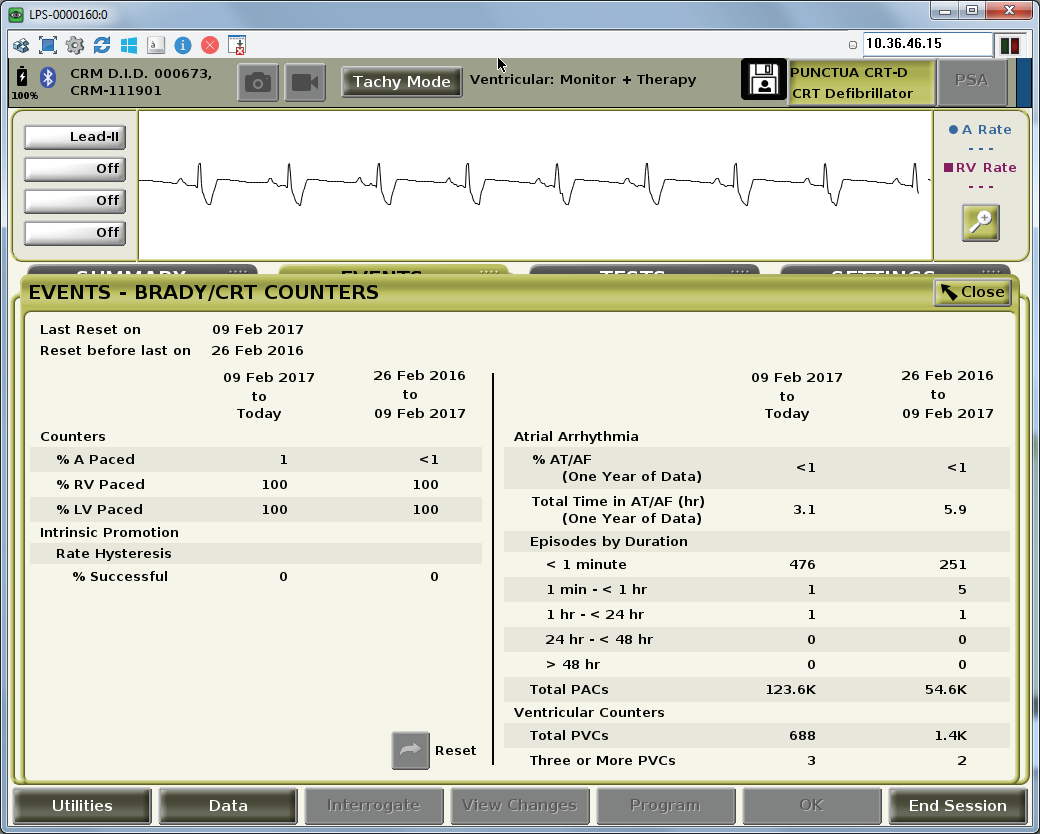 LPS-0000160:0
a
10.36.46.15
100%
CRM D.I.D. 000673,
CRM-111901
Tachy Mode
Ventricular: Monitor + Therapy
PUNCTUA CRT-D
CRT Defibrillator
PSA
Lead-II
Off
Off
Off
A Rate
- - -
RV Rate
- - -
SUMMARY
EVENTS
TESTS
SETTINGS
EVENTS - BRADY/CRT COUNTERS
Close
Last Reset on 09 Feb 2017
Reset before last on 26 Feb 2016
09 Feb 2017 to Today
26 Feb 2016 to 09 Feb 2017
Counters
% A Paced 1 <1
% RV Paced 100 100
% LV Paced 100 100
Intrinsic Promotion
Rate Hysteresis
% Successful 0 0
Reset
09 Feb 2017 to Today
26 Feb 2016 to 09 Feb 2017
Atrial Arrhythmia
% AT/AF
(One Year of Data) <1 <1
Total Time in AT/AF (hr)
(One Year of Data) 3.1 5.9
Episodes by Duration
< 1 minute 476 251
1 min - < 1 hr 1 5
1 hr - < 24 hr 1 1
24 hr - < 48 hr 0 0
> 48 hr 0 0
Total PACs 123.6K 54.6K
Ventricular Counters
Total PVCs 688 1.4K
Three or More PVCs 3 2
Utilities
Data
Interrogate
View Changes
Program
OK
End Session